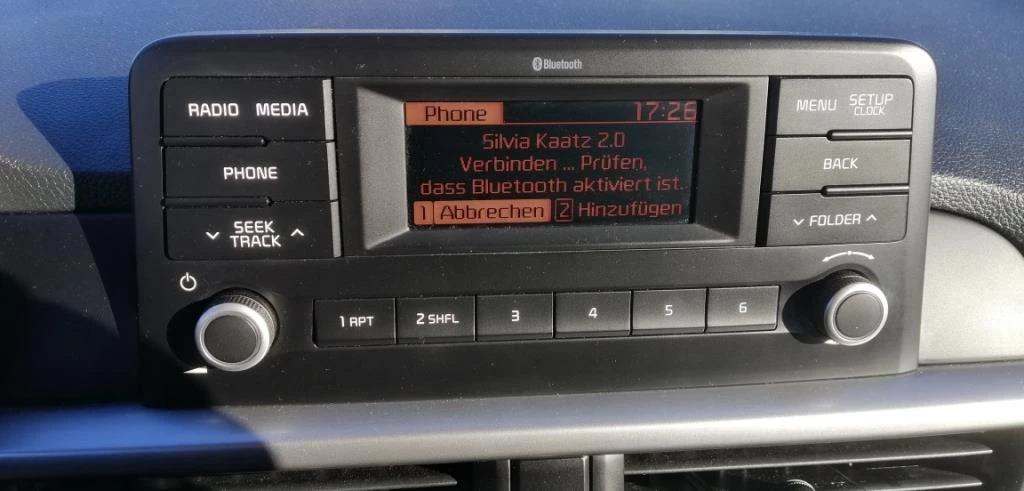 Bluetooth
RADIO MEDIA
PHONE
SEEK
TRACK
Phone 17:26
Silvia Kaatz 2.0
Verbinden ... Prüfen,
dass Bluetooth aktiviert ist.
1 Abbrechen 2 Hinzufügen
MENU SETUP
CLOCK
BACK
FOLDER
1 RPT 2 SHFL 3 4 5 6